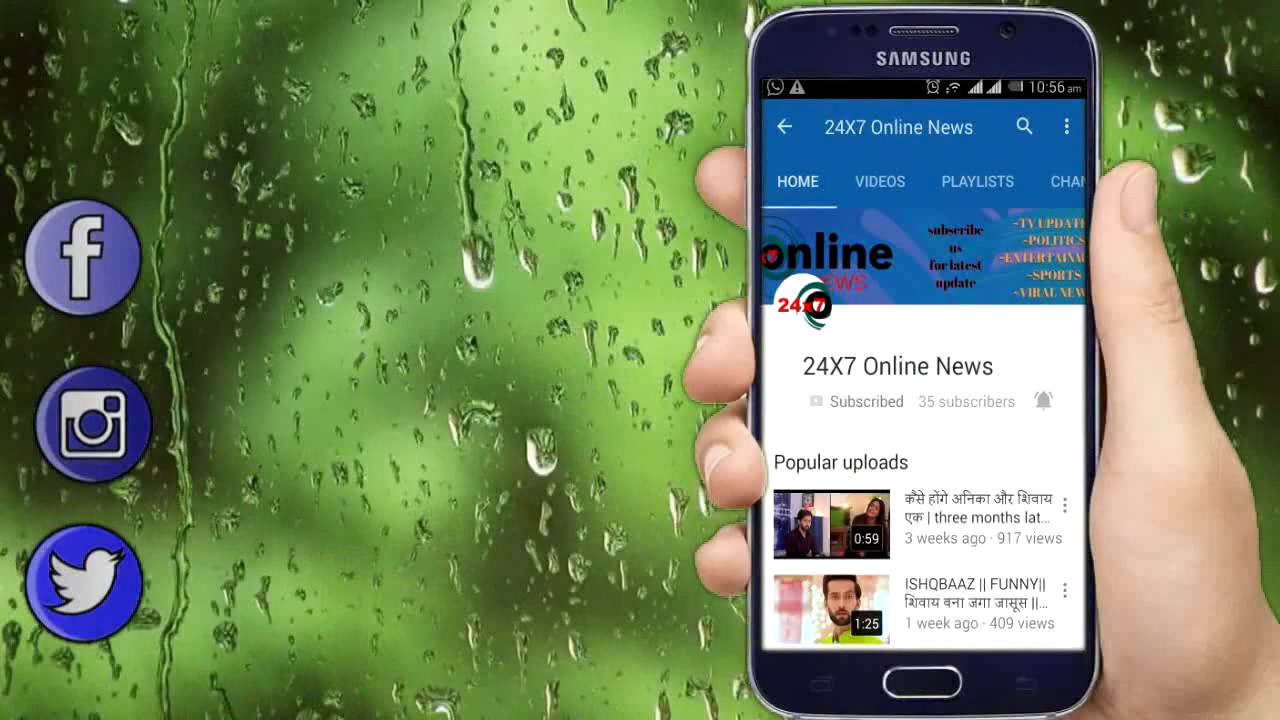 SAMSUNG
10:56 am
24X7 Online News
HOME VIDEOS PLAYLISTS CHAN
online
NEWS
subscribe
us
for latest
update
~TV UPDATE
~POLITICS
~ENTERTAINM
~SPORTS
~VIRAL NEW
24x7
24X7 Online News
Subscribed 35 subscribers
Popular uploads
कैसे होंगे अनिका और शिवाय
एक | three months lat...
3 weeks ago · 917 views
0:59
ISHQBAAZ || FUNNY||
शिवाय बना जगा जासूस ||...
1 week ago · 409 views
1:25